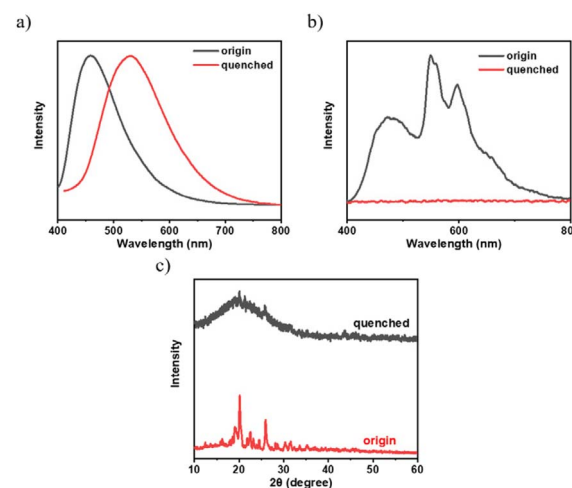 a)
origin
quenched
Intensity
400 500 600 700 800
Wavelength (nm)
b)
origin
quenched
Intensity
400 600 80
Wavelength (nm)
c)
quenched
origin
Intensity
10 20 30 40 50 60
2θ (degree)